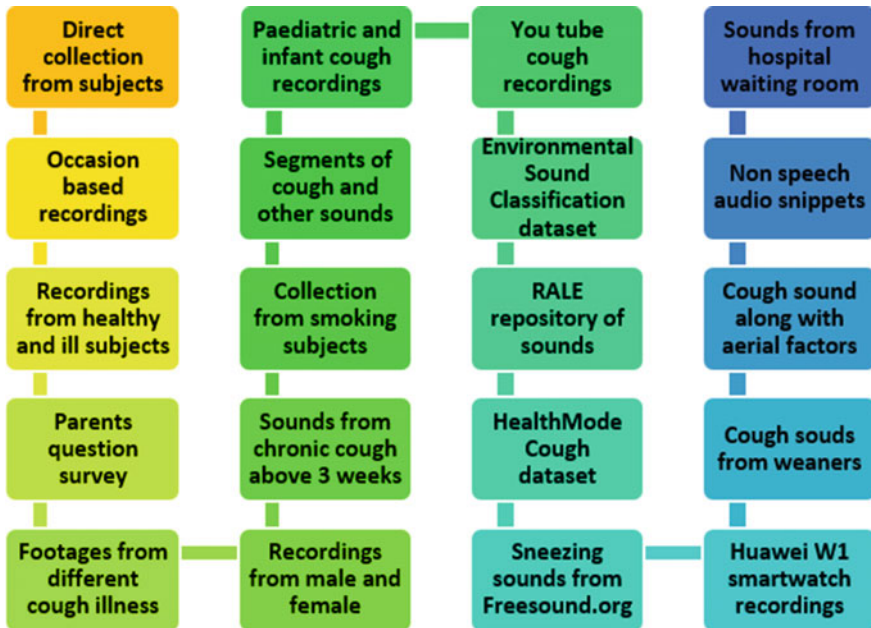 Direct
collection
from subjects
Occasion
based
recordings
Recordings
from healthy
and ill subjects
Parents
question
survey
Footages from
different
cough illness
Recordings
from male and
female
Sounds from
chronic cough
above 3 weeks
Collection
from smoking
subjects
Segments of
cough and
other sounds
Paediatric and
infant cough
recordings
You tube
cough
recordings
Environmental
Sound
Classification
dataset
RALE
repository of
sounds
HealthMode
Cough
dataset
Sneezing
sounds from
Freesound.org
Huawei W1
smartwatch
recordings
Cough souds
from weaners
Cough sound
along with
aerial factors
Non speech
audio snippets
Sounds from
hospital
waiting room